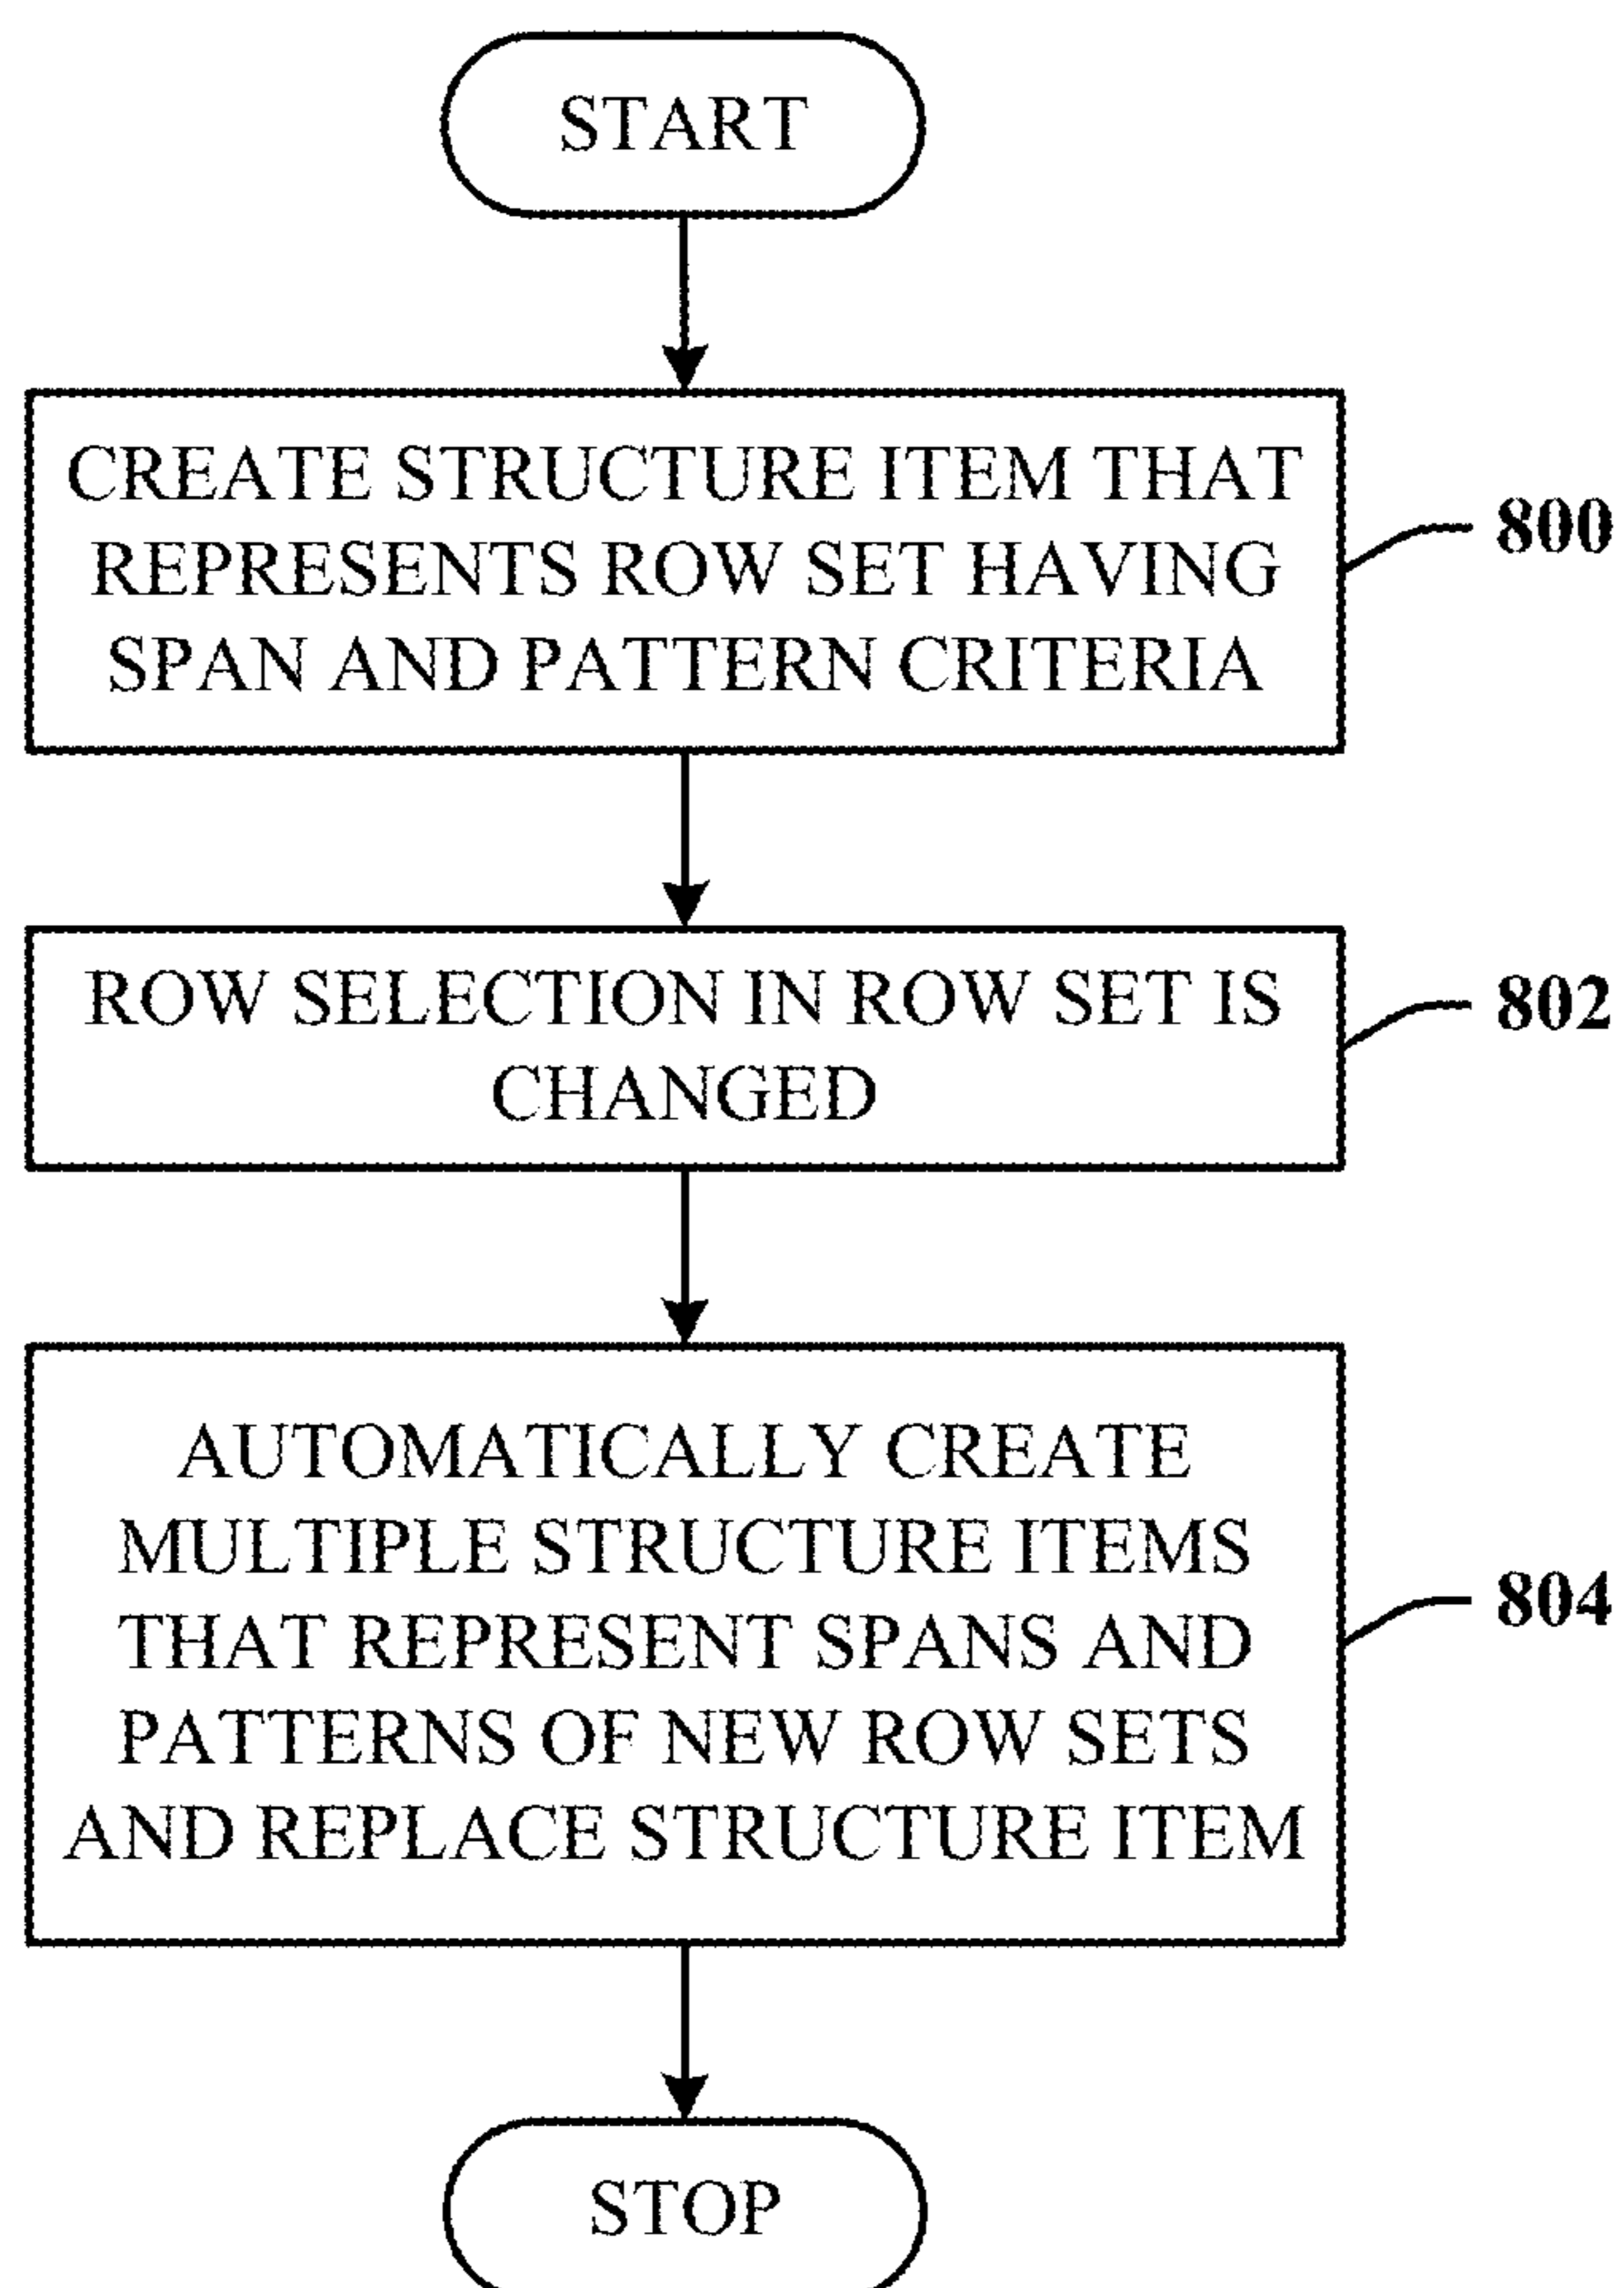 START
CREATE STRUCTURE ITEM THAT
REPRESENTS ROW SET HAVING
SPAN AND PATTERN CRITERIA
800
ROW SELECTION IN ROW SET IS
CHANGED
802
AUTOMATICALLY CREATE
MULTIPLE STRUCTURE ITEMS
THAT REPRESENT SPANS AND
PATTERNS OF NEW ROW SETS
AND REPLACE STRUCTURE ITEM
804
STOP